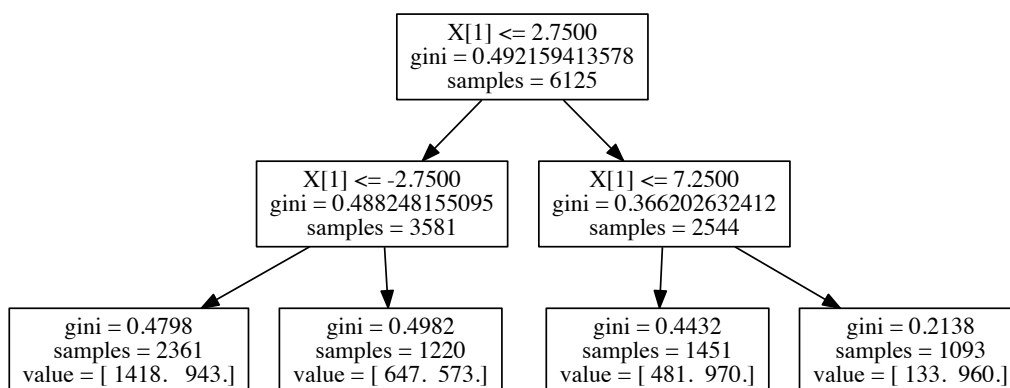 X[1] <= 2.7500
gini = 0.492159413578
samples = 6125
X[1] <= -2.7500
gini = 0.488248155095
samples = 3581
X[1] <= 7.2500
gini = 0.366202632412
samples = 2544
gini = 0.4798
samples = 2361
value = [ 1418.   943.]
gini = 0.4982
samples = 1220
value = [ 647.  573.]
gini = 0.4432
samples = 1451
value = [ 481.  970.]
gini = 0.2138
samples = 1093
value = [ 133.  960.]